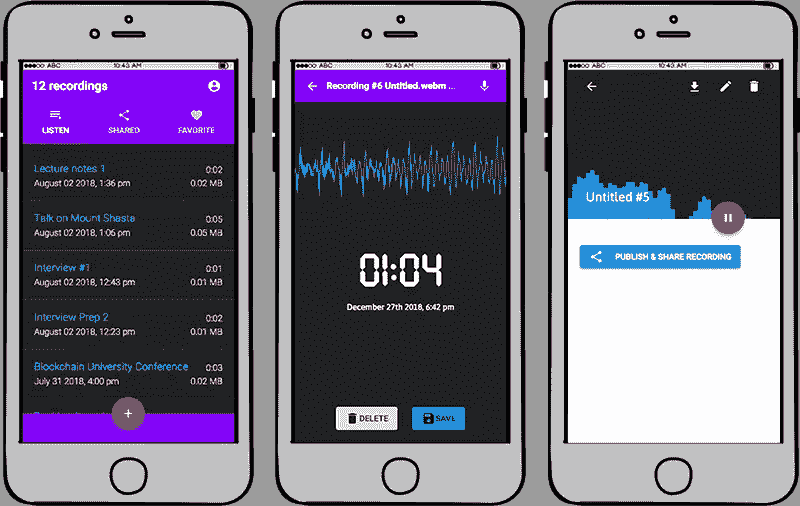 ABC 10:43 AM
12 recordings
LISTEN SHARED FAVORITE
Lecture notes 1 0:02
August 02 2018, 1:36 pm 0.02 MB
Talk on Mount Shasta 0:05
August 02 2018, 1:06 pm 0.05 MB
Interview #1 0:01
August 02 2018, 12:43 pm 0.01 MB
Interview Prep 2 0:02
August 02 2018, 12:23 pm 0.01 MB
Blockchain University Conference 0:03
July 31 2018, 4:00 pm 0.02 MB
+
ABC 10:43 AM
Recording #6 Untitled.webm ...
01:04
December 27th 2018, 6:42 pm
DELETE SAVE
ABC 10:43 AM
Untitled #5
PUBLISH & SHARE RECORDING